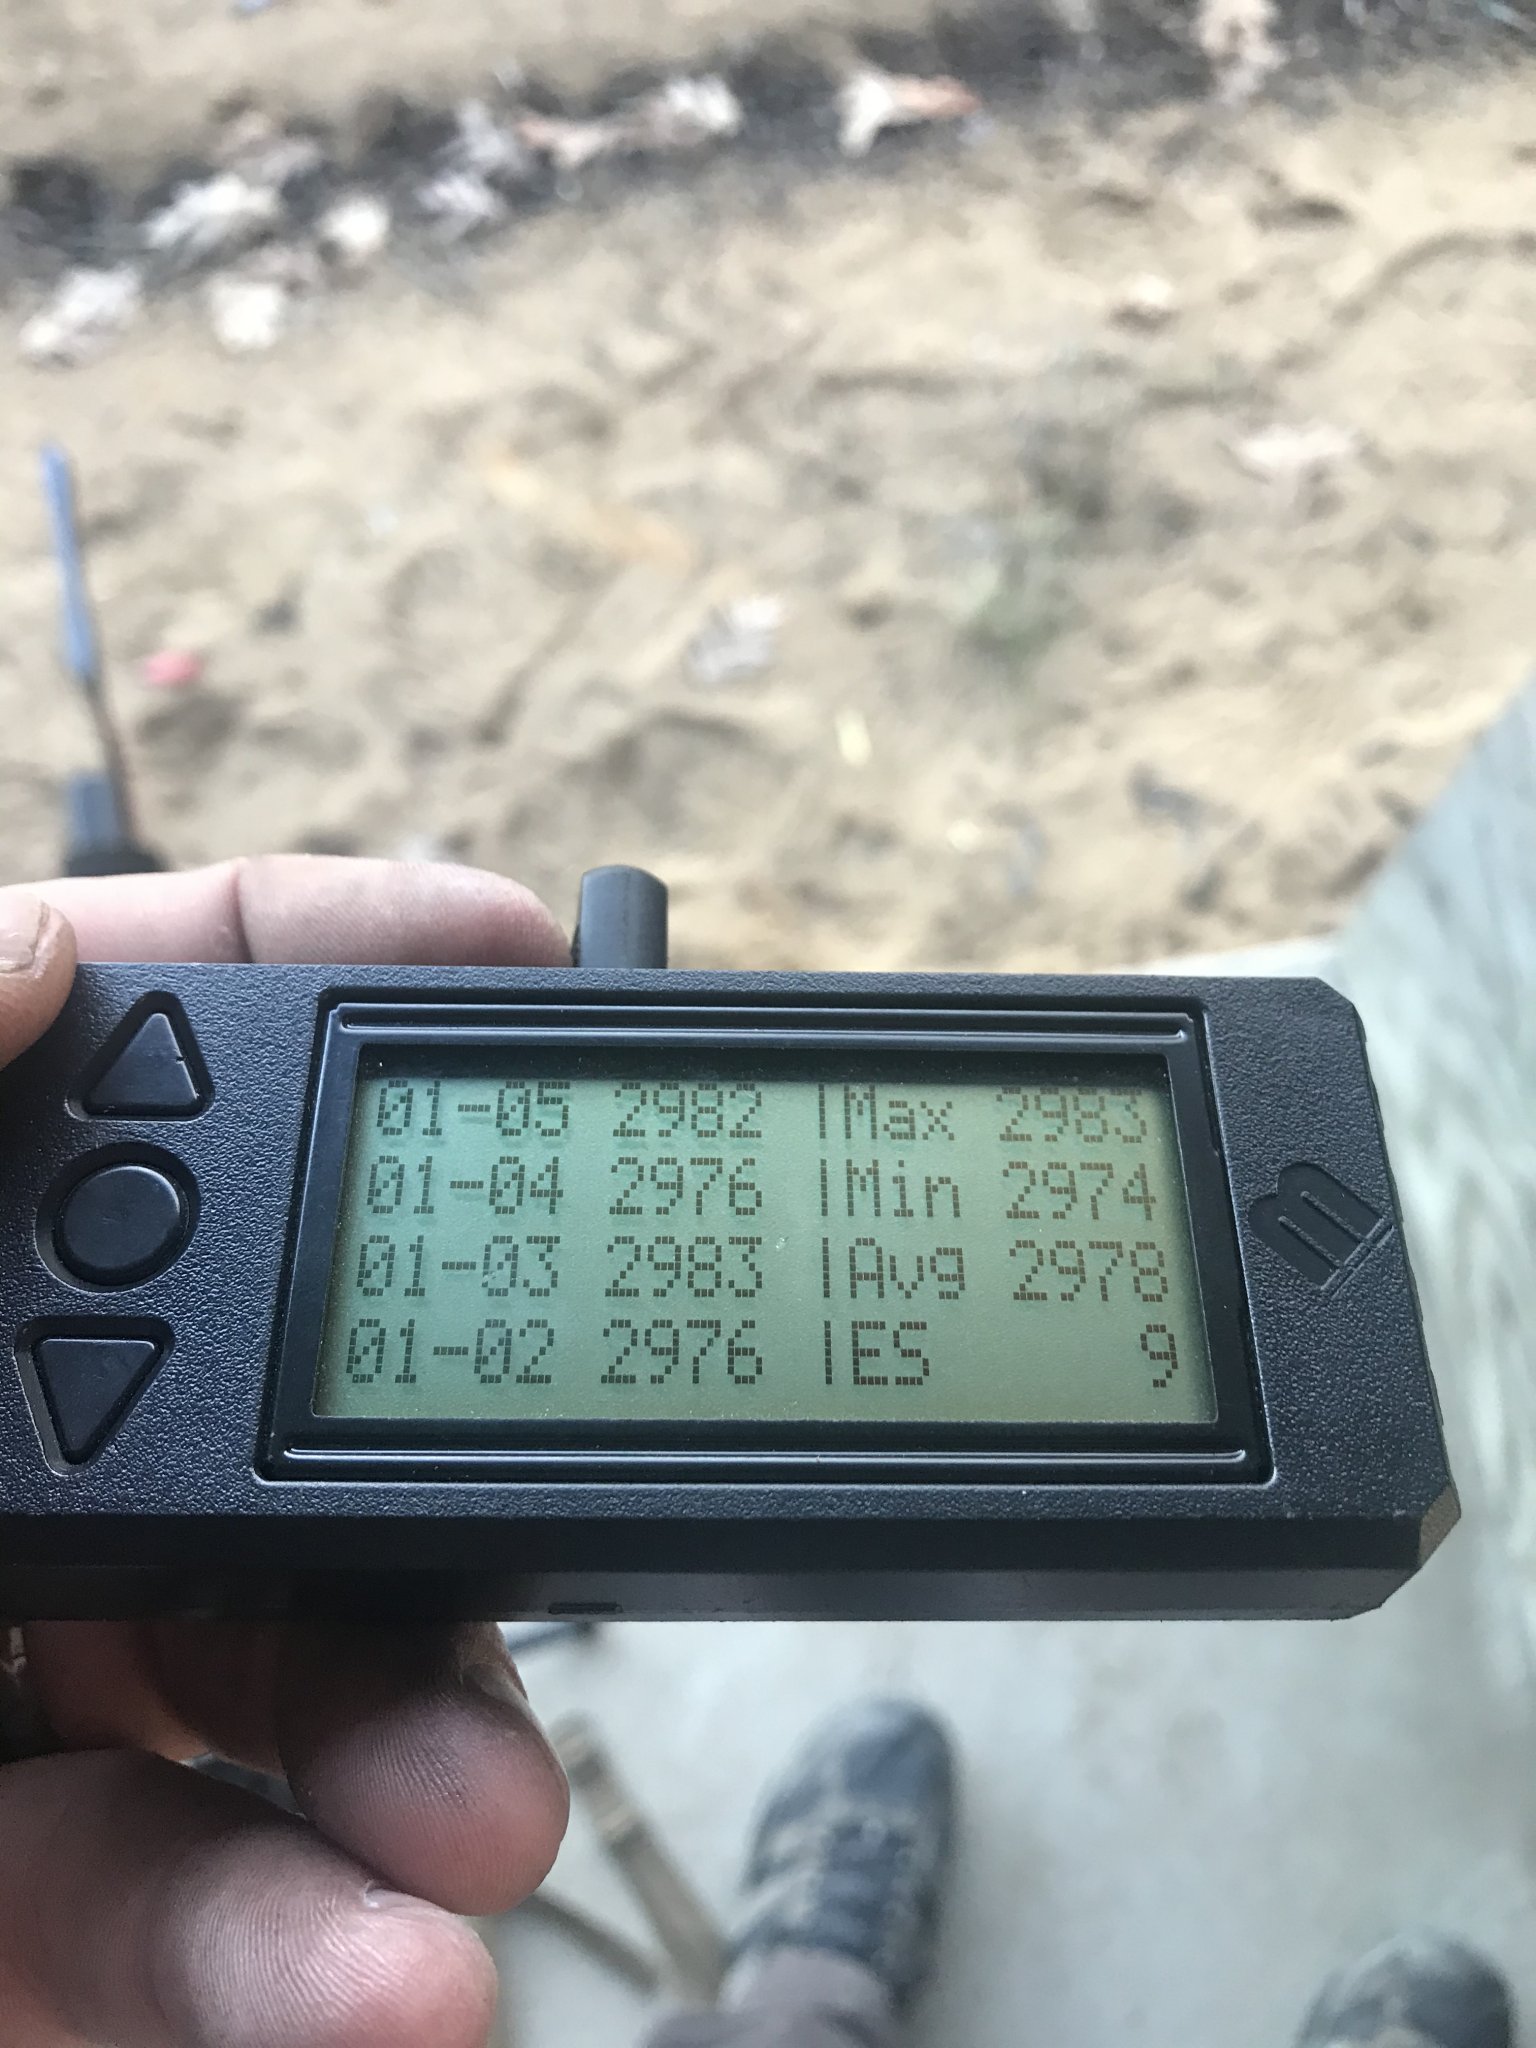 01-05 2982 |Max 2983
01-04 2976 |Min 2974
01-03 2983 |Avg 2978
01-02 2976 |ES 9